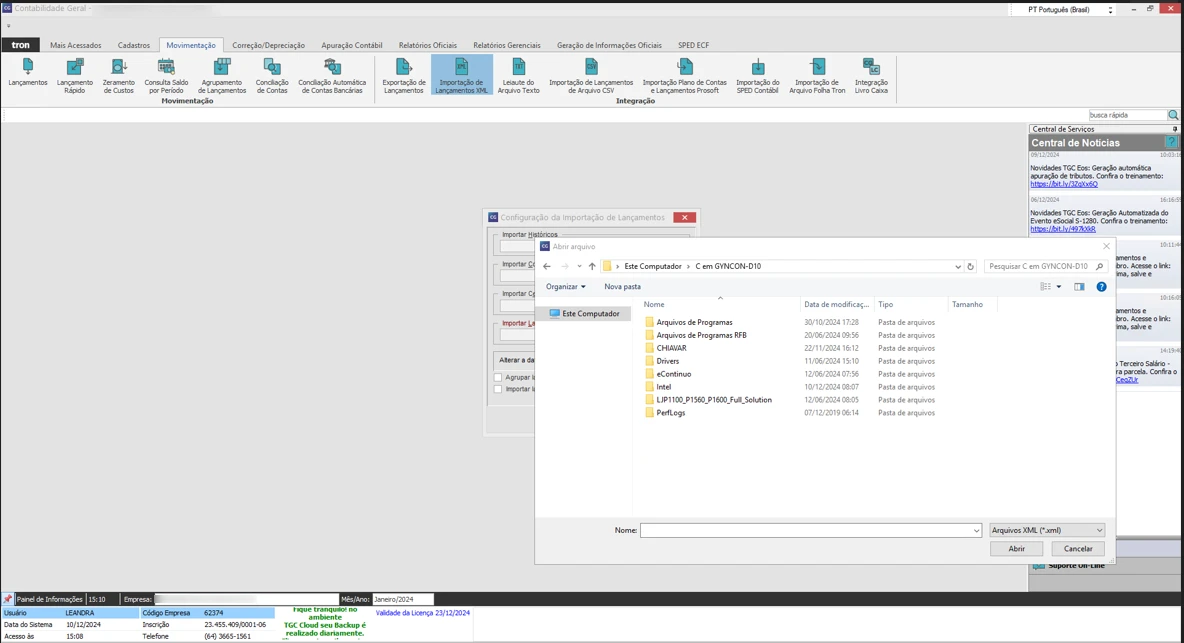 Contabilidade Geral -
PT Português (Brasil)
tron
Mais Acessados
Cadastros
Movimentação
Correção/Depreciação
Apuração Contábil
Relatórios Oficiais
Relatórios Gerenciais
Geração de Informações Oficiais
SPED ECF
Lançamentos
Lançamento Rápido
Zeramento de Custos
Consulta Saldo por Período
Agrupamento de Lançamentos
Conciliação de Contas
Conciliação Automática de Contas Bancárias
Exportação de Lançamentos
Importação de Lançamentos XML
Leiaute do Arquivo Texto
Importação de Lançamentos de Arquivo CSV
Importação Plano de Contas e Lançamentos Prosoft
Importação do SPED Contábil
Importação de Arquivo Folha Tron
Integração Livro Caixa
Movimentação
Integração
busca rápida
Central de Serviços
Central de Notícias
09/12/2024 10:03:16
Novidades TGC Eos: Geração automática
apuração de tributos. Confira o treinamento:
https://bit.ly/3ZqXx6Q
06/12/2024 16:16:55
Novidades TGC Eos: Geração Automatizada do
Evento eSocial S-1280. Confira o treinamento:
https://bit.ly/497kXkR
10:11:44
amentos e
bro. Acesse o link:
ima, salve e
10:16:05
amentos e
bro. Acesse o link:
ima, salve e
14:19:42
o Terceiro Salário -
ra parcela. Confira o
CeqZUr
Suporte On-Line
Configuração da Importação de Lançamentos
Importar Históricos
Importar Ce
Importar La
Alterar a da
Agrupar la
Importar la
Abrir arquivo
Este Computador > C em GYNCON-D10
Pesquisar C em GYNCON-D10
Organizar
Nova pasta
Este Computador
Nome Data de modificaç... Tipo Tamanho
Arquivos de Programas 30/10/2024 17:28 Pasta de arquivos
Arquivos de Programas RFB 20/06/2024 09:56 Pasta de arquivos
CHIAVAR 22/11/2024 16:12 Pasta de arquivos
Drivers 11/06/2024 15:10 Pasta de arquivos
eContinuo 12/06/2024 07:56 Pasta de arquivos
Intel 10/12/2024 08:07 Pasta de arquivos
LJP1100_P1560_P1600_Full_Solution 12/06/2024 08:05 Pasta de arquivos
PerfLogs 07/12/2019 06:14 Pasta de arquivos
Nome:
Arquivos XML (*.xml)
Abrir
Cancelar
Painel de Informações 15:10 Empresa: Mês/Ano: Janeiro/2024
Usuário LEANDRA Código Empresa 62374
Data do Sistema 10/12/2024 Inscrição 23.455.409/0001-06
Acesso às 15:08 Telefone (64) 3665-1561
Fique tranquilo! no
ambiente
TGC Cloud seu Backup é
realizado diariamente.
Validade da Licença 23/12/2024